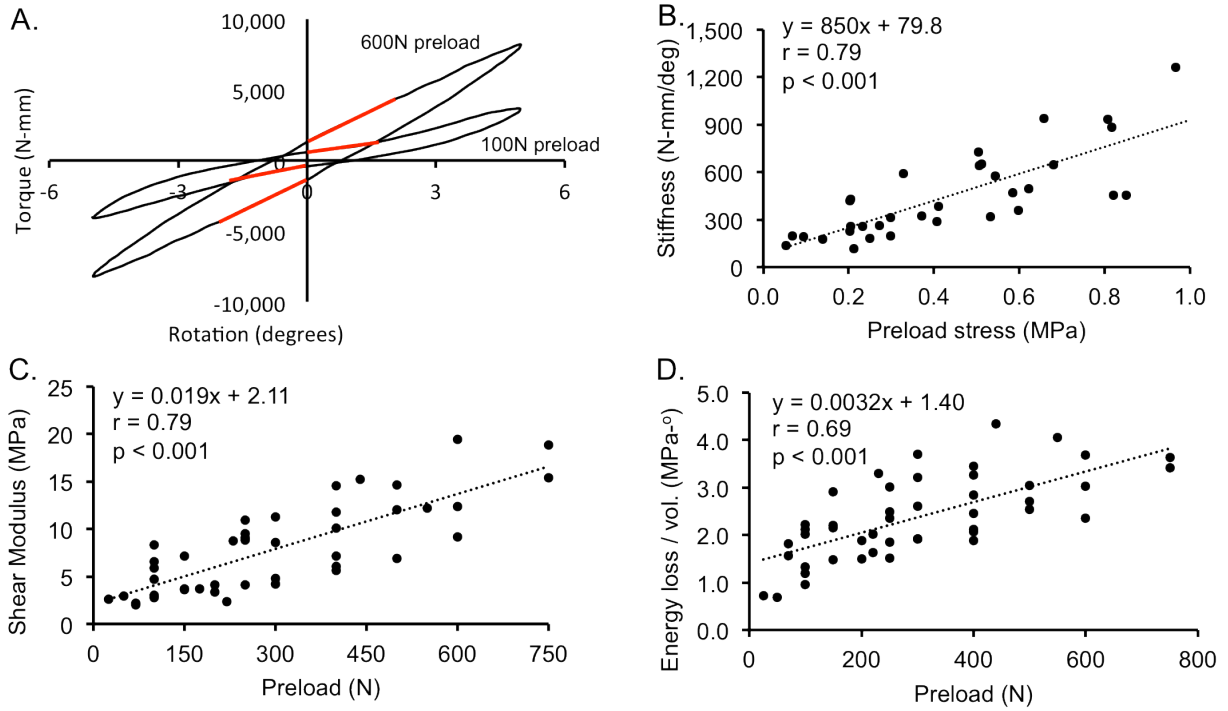 A.
10,000
600N preload
5,000
100N preload
0
-6
-3
0
3
6
-5,000
-10,000
Torque (N-mm)
Rotation (degrees)
B.
1,500
y = 850x + 79.8
r = 0.79
p < 0.001
1,200
900
600
300
0
Stiffness (N-mm/deg)
0.0 0.2 0.4 0.6 0.8 1.0
Preload stress (MPa)
C.
25
y = 0.019x + 2.11
r = 0.79
p < 0.001
20
15
10
5
0
Shear Modulus (MPa)
0 150 300 450 600 750
Preload (N)
D.
5.0
y = 0.0032x + 1.40
r = 0.69
p < 0.001
4.0
3.0
2.0
1.0
0.0
Energy loss / vol. (MPa-º)
0 200 400 600 800
Preload (N)